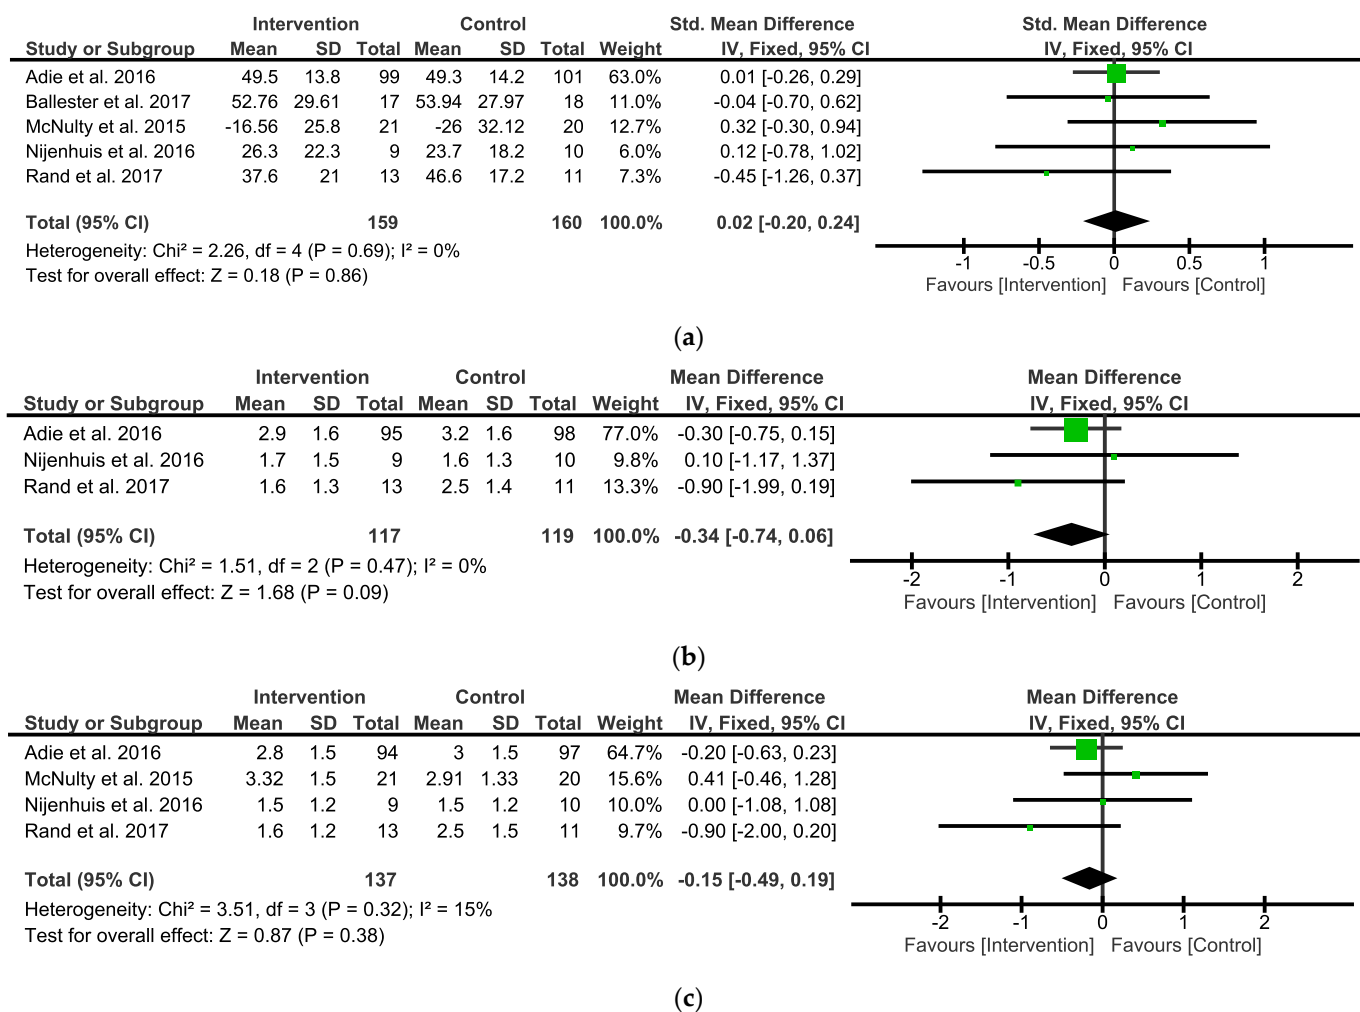 Intervention Control Std. Mean Difference Std. Mean Difference
Study or Subgroup Mean SD Total Mean SD Total Weight IV, Fixed, 95% CI IV, Fixed, 95% CI
Adie et al. 2016 49.5 13.8 99 49.3 14.2 101 63.0% 0.01 [-0.26, 0.29]
Ballester et al. 2017 52.76 29.61 17 53.94 27.97 18 11.0% -0.04 [-0.70, 0.62]
McNulty et al. 2015 -16.56 25.8 21 -26 32.12 20 12.7% 0.32 [-0.30, 0.94]
Nijenhuis et al. 2016 26.3 22.3 9 23.7 18.2 10 6.0% 0.12 [-0.78, 1.02]
Rand et al. 2017 37.6 21 13 46.6 17.2 11 7.3% -0.45 [-1.26, 0.37]
Total (95% CI) 159 160 100.0% 0.02 [-0.20, 0.24]
Heterogeneity: Chi² = 2.26, df = 4 (P = 0.69); I² = 0%
Test for overall effect: Z = 0.18 (P = 0.86)
-1 -0.5 0 0.5 1
Favours [Intervention] Favours [Control]
(a)
Intervention Control Mean Difference Mean Difference
Study or Subgroup Mean SD Total Mean SD Total Weight IV, Fixed, 95% CI IV, Fixed, 95% CI
Adie et al. 2016 2.9 1.6 95 3.2 1.6 98 77.0% -0.30 [-0.75, 0.15]
Nijenhuis et al. 2016 1.7 1.5 9 1.6 1.3 10 9.8% 0.10 [-1.17, 1.37]
Rand et al. 2017 1.6 1.3 13 2.5 1.4 11 13.3% -0.90 [-1.99, 0.19]
Total (95% CI) 117 119 100.0% -0.34 [-0.74, 0.06]
Heterogeneity: Chi² = 1.51, df = 2 (P = 0.47); I² = 0%
Test for overall effect: Z = 1.68 (P = 0.09)
-2 -1 0 1 2
Favours [Intervention] Favours [Control]
(b)
Intervention Control Mean Difference Mean Difference
Study or Subgroup Mean SD Total Mean SD Total Weight IV, Fixed, 95% CI IV, Fixed, 95% CI
Adie et al. 2016 2.8 1.5 94 3 1.5 97 64.7% -0.20 [-0.63, 0.23]
McNulty et al. 2015 3.32 1.5 21 2.91 1.33 20 15.6% 0.41 [-0.46, 1.28]
Nijenhuis et al. 2016 1.5 1.2 9 1.5 1.2 10 10.0% 0.00 [-1.08, 1.08]
Rand et al. 2017 1.6 1.2 13 2.5 1.5 11 9.7% -0.90 [-2.00, 0.20]
Total (95% CI) 137 138 100.0% -0.15 [-0.49, 0.19]
Heterogeneity: Chi² = 3.51, df = 3 (P = 0.32); I² = 15%
Test for overall effect: Z = 0.87 (P = 0.38)
-2 -1 0 1 2
Favours [Intervention] Favours [Control]
(c)